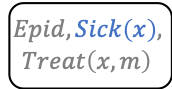 Epid, Sick(x),
Treat(x, m)